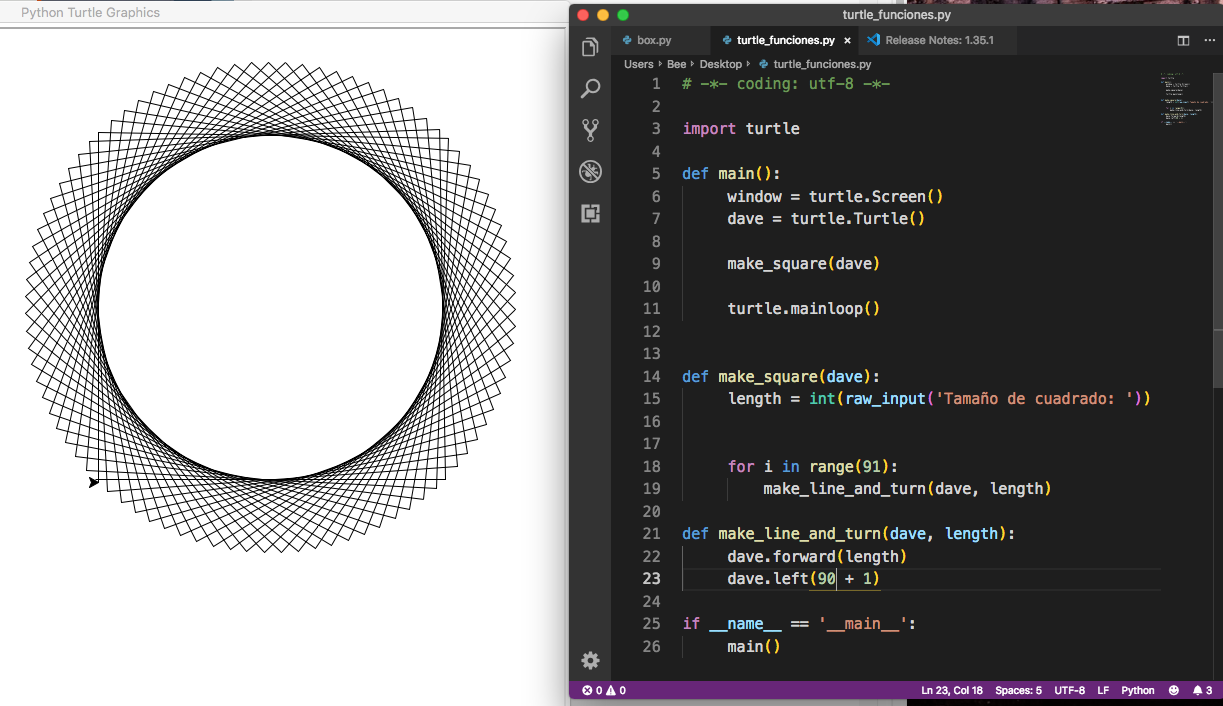 Python Turtle Graphics
turtle_funciones.py
box.py
turtle_funciones.py ×
Release Notes: 1.35.1
Users › Bee › Desktop › turtle_funciones.py
1 # -*- coding: utf-8 -*-
2
3 import turtle
4
5 def main():
6 window = turtle.Screen()
7 dave = turtle.Turtle()
8
9 make_square(dave)
10
11 turtle.mainloop()
12
13
14 def make_square(dave):
15 length = int(raw_input('Tamaño de cuadrado: '))
16
17
18 for i in range(91):
19 make_line_and_turn(dave, length)
20
21 def make_line_and_turn(dave, length):
22 dave.forward(length)
23 dave.left(90 + 1)
24
25 if __name__ == '__main__':
26 main()
0 0 Ln 23, Col 18 Spaces: 5 UTF-8 LF Python 3